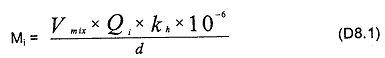 Mᵢ = (V_mix × Q_i × k_h × 10⁻⁶) / d (D8.1)